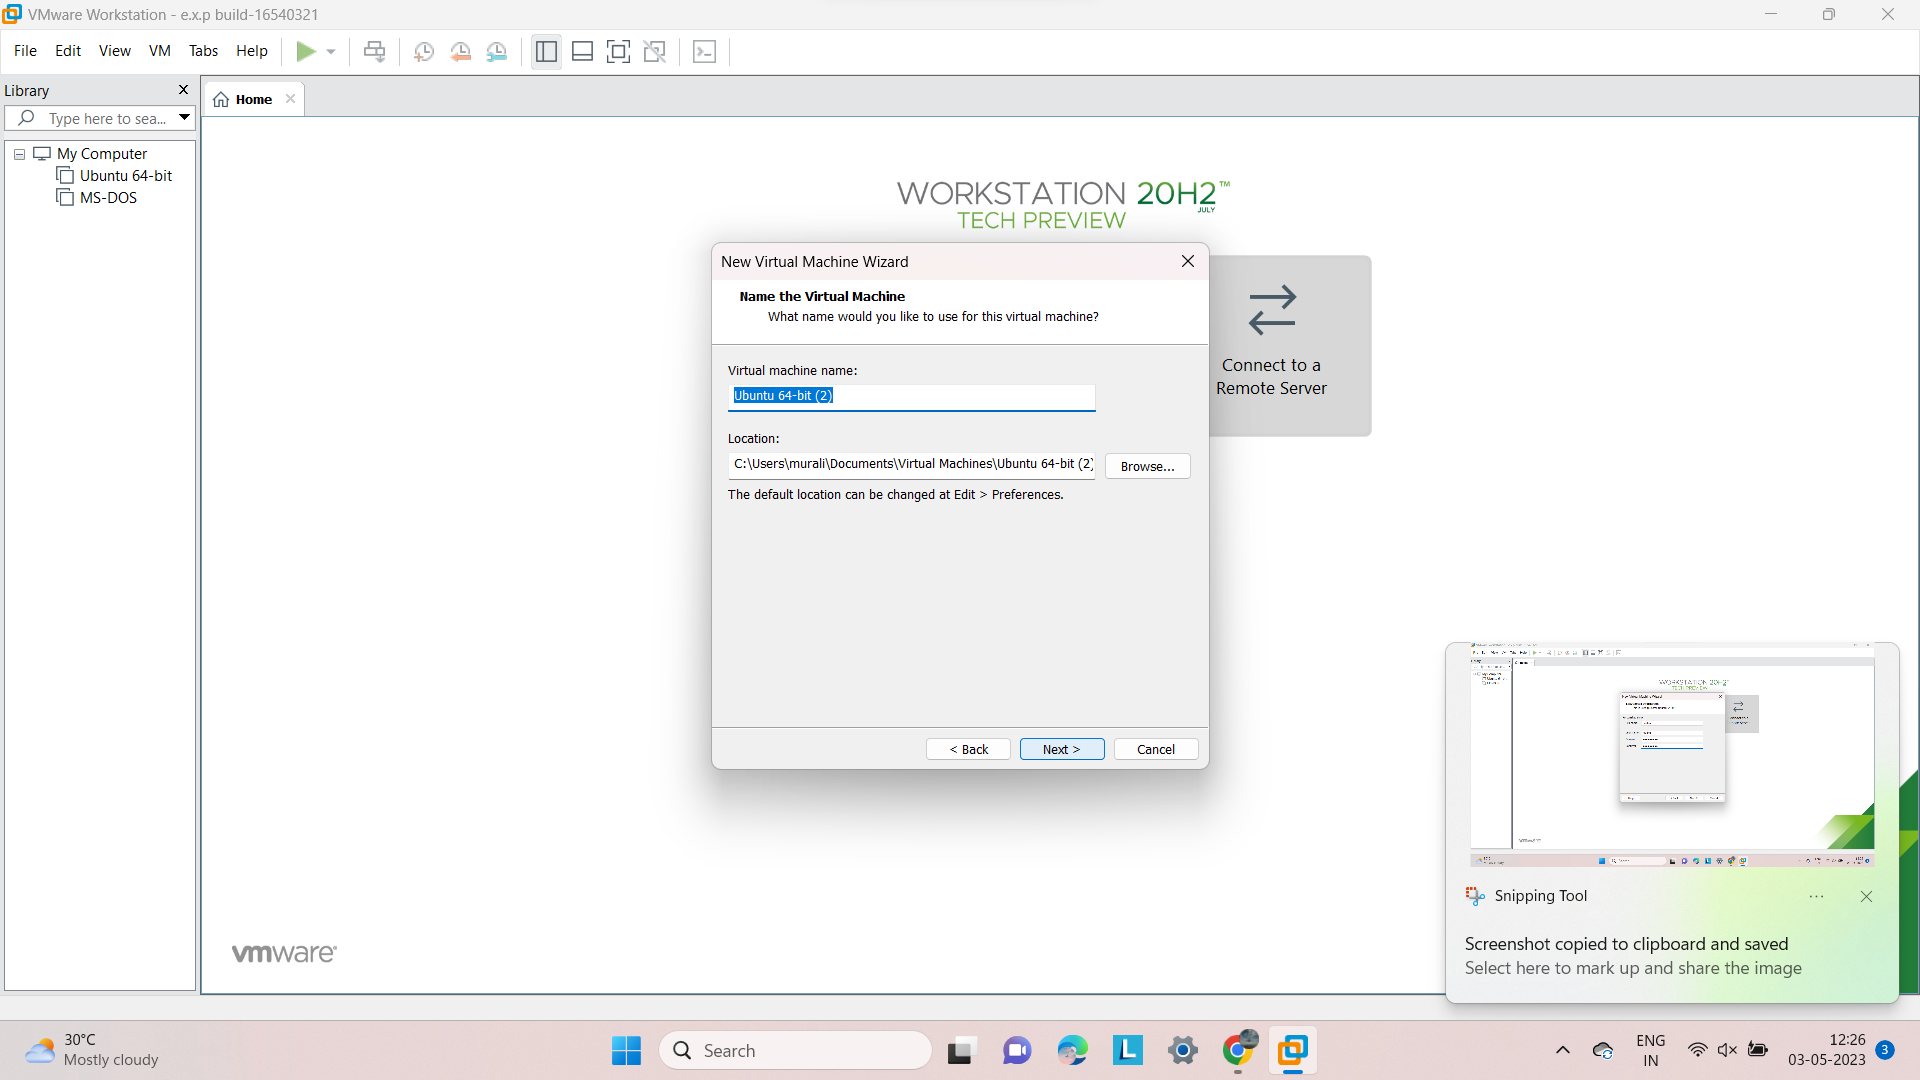 VMware Workstation - e.x.p build-16540321
File Edit View VM Tabs Help
Library
Home
Type here to sea...
My Computer
Ubuntu 64-bit
MS-DOS
WORKSTATION 20H2™
JULY
TECH PREVIEW
New Virtual Machine Wizard
Name the Virtual Machine
What name would you like to use for this virtual machine?
Virtual machine name:
Ubuntu 64-bit (2)
Location:
C:\Users\murali\Documents\Virtual Machines\Ubuntu 64-bit (2)
Browse...
The default location can be changed at Edit > Preferences.
< Back
Next >
Cancel
Connect to a
Remote Server
WORKSTATION 20H2
TECH PREVIEW
Snipping Tool
Screenshot copied to clipboard and saved
Select here to mark up and share the image
vmware
30°C
Mostly cloudy
Search
L
ENG
IN
12:26
03-05-2023
3